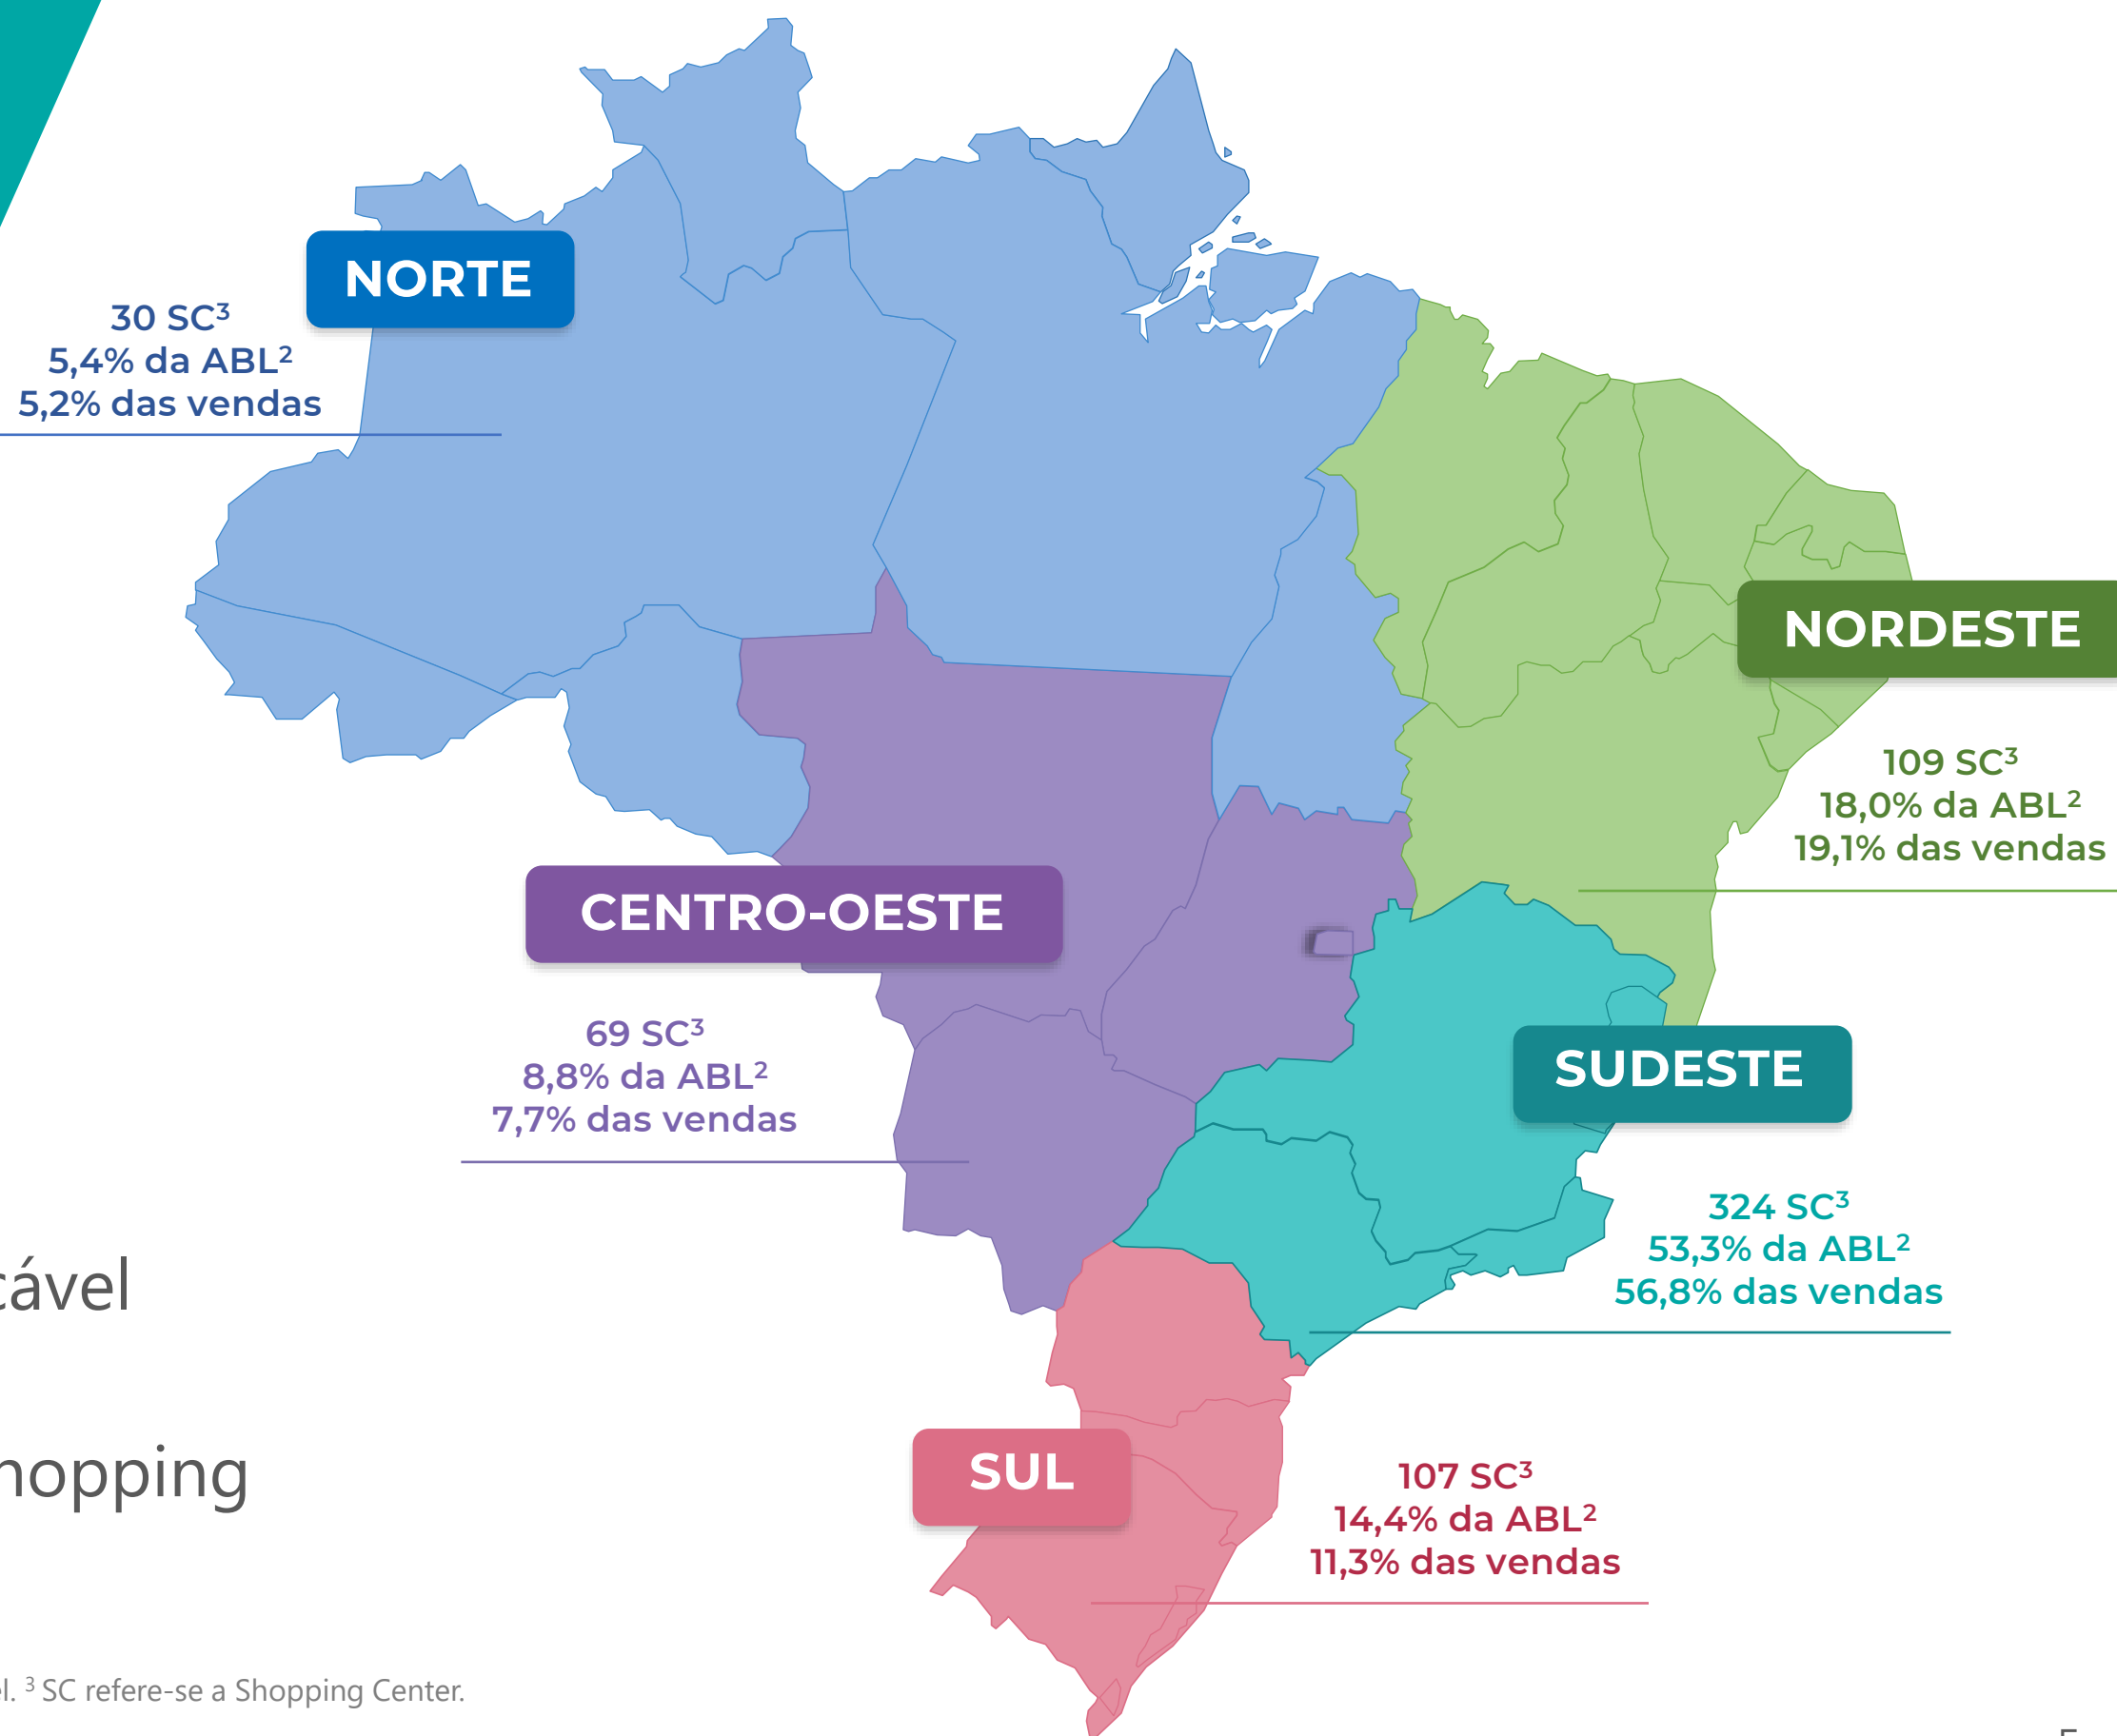 NORTE
30 SC³
5,4% da ABL²
5,2% das vendas
NORDESTE
109 SC³
18,0% da ABL²
19,1% das vendas
CENTRO-OESTE
69 SC³
8,8% da ABL²
7,7% das vendas
SUDESTE
324 SC³
53,3% da ABL²
56,8% das vendas
SUL
107 SC³
14,4% da ABL²
11,3% das vendas
³ SC refere-se a Shopping Center.